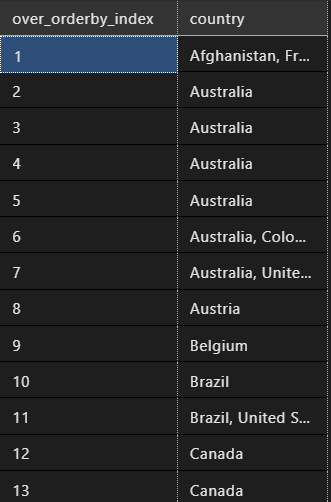 over_orderby_index country
1 Afghanistan, Fr...
2 Australia
3 Australia
4 Australia
5 Australia
6 Australia, Colo...
7 Australia, Unite...
8 Austria
9 Belgium
10 Brazil
11 Brazil, United S...
12 Canada
13 Canada